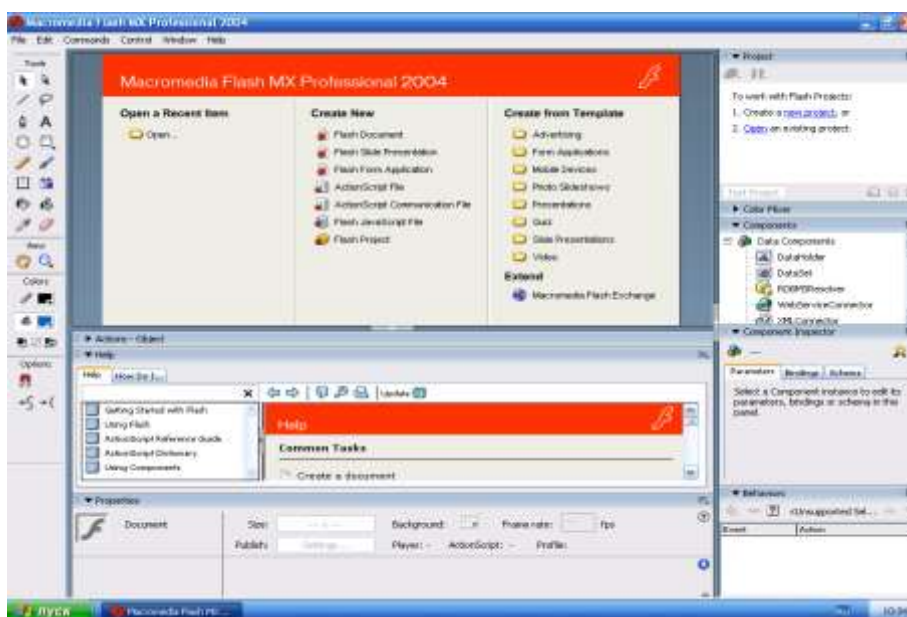 Macromedia Flash MX Professional 2004
File Edit Commands Control Window Help
Tools
View
Colors
Options
Macromedia Flash MX Professional 2004
Open a Recent Item
Open...
Create New
Flash Document
Flash Slide Presentation
Flash Form Application
ActionScript File
ActionScript Communication File
Flash JavaScript File
Flash Project
Create from Template
Advertising
Form Applications
Mobile Devices
Photo Slideshows
Presentations
Quiz
Slide Presentations
Video
Extend
Macromedia Flash Exchange
Project
To work with Flash Projects:
1. Create a new project, or
2. Open an existing project.
Test Project
Color Mixer
Components
Data Components
DataHolder
DataSet
RDBMSResolver
WebServiceConnector
XMLConnector
Component Inspector
Parameters Bindings Schema
Select a Component instance to edit its
parameters, bindings or schema in this
panel.
Behaviors
<Unsupported Sel...
Event Action
Actions - Object
Help
Help How Do I...
Update
Getting Started with Flash
Using Flash
ActionScript Reference Guide
ActionScript Dictionary
Using Components
Help
Common Tasks
Create a document
Properties
Document Size: Background: Frame rate: fps
Publish: Settings... Player: - ActionScript: - Profile:
пуск Macromedia Flash MX...